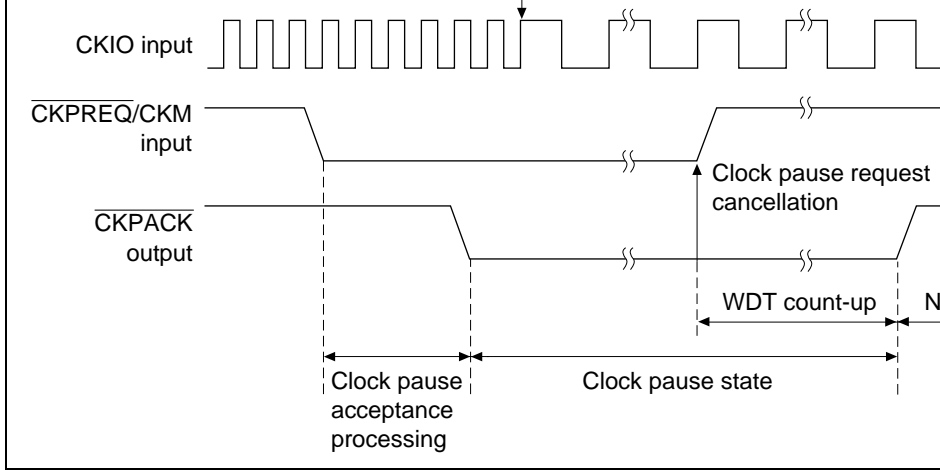 CKIO input
CKPREQ/CKM
input
Clock pause request
cancellation
CKPACK
output
WDT count-up
N
Clock pause
acceptance
processing
Clock pause state